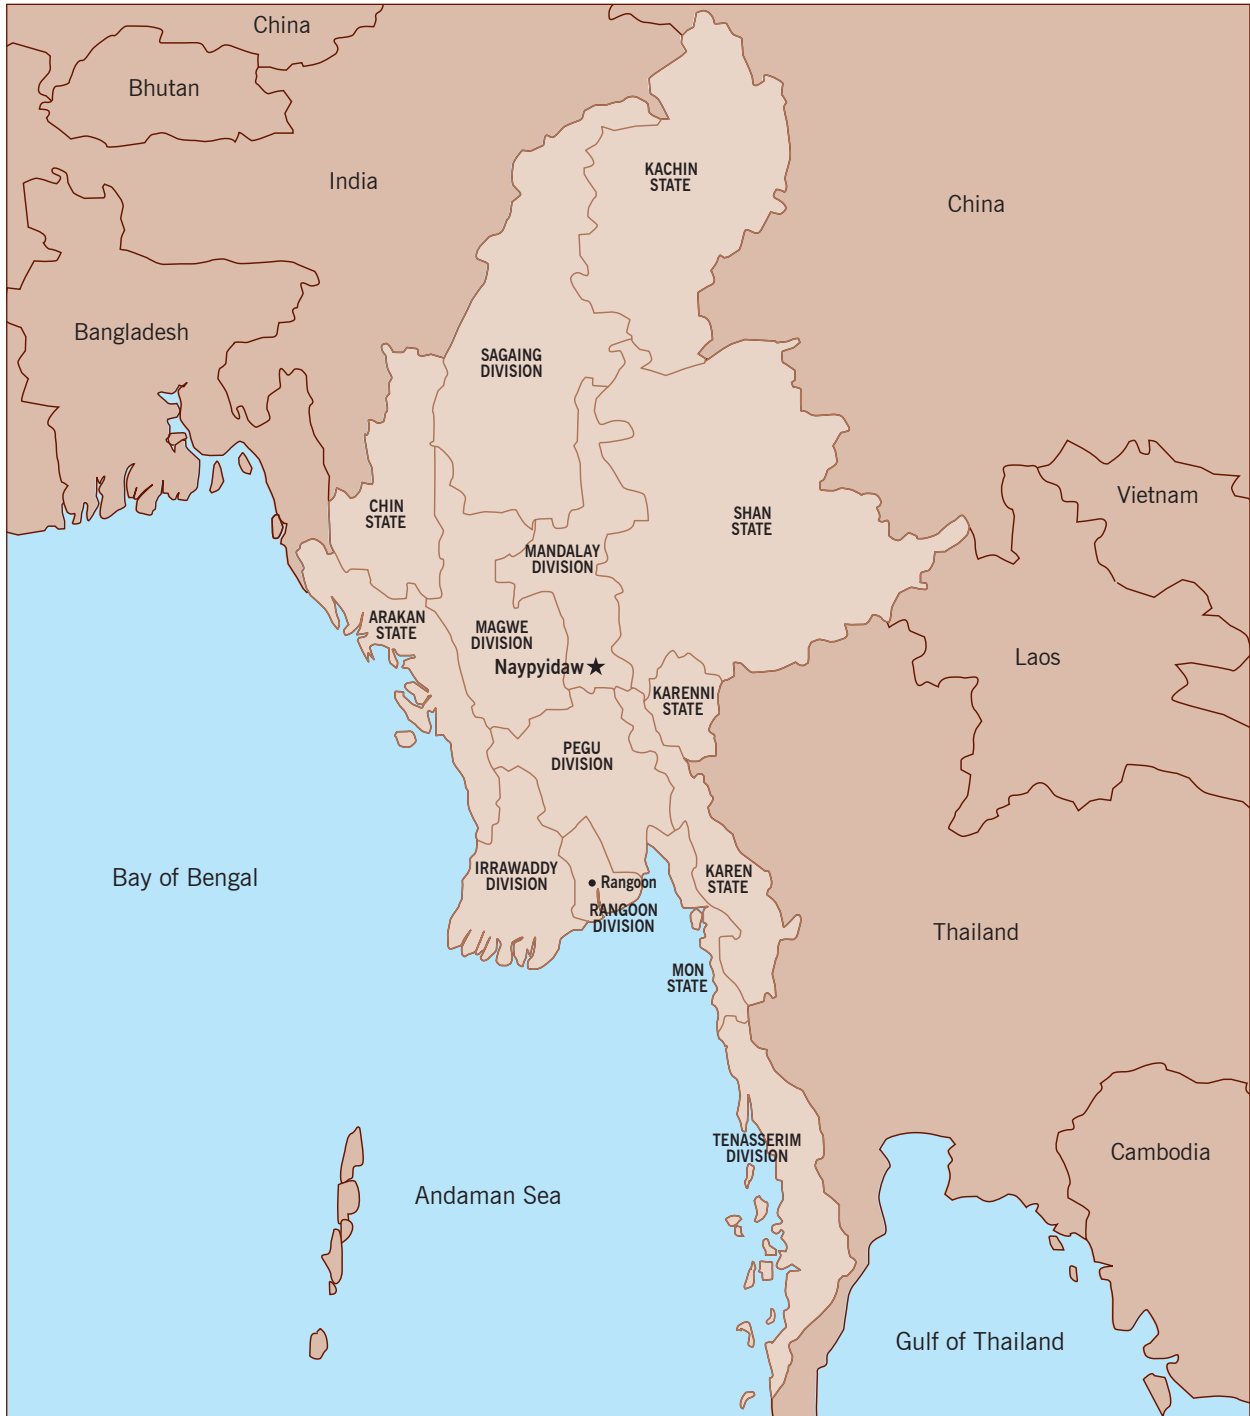 China
Bhutan
India
KACHIN
STATE
China
Bangladesh
SAGAING
DIVISION
Vietnam
CHIN
STATE
SHAN
STATE
MANDALAY
DIVISION
ARAKAN
STATE
MAGWE
DIVISION
Naypyidaw
Laos
KARENNI
STATE
PEGU
DIVISION
Bay of Bengal
IRRAWADDY
DIVISION
Rangoon
RANGOON
DIVISION
KAREN
STATE
Thailand
MON
STATE
TENASSERIM
DIVISION
Cambodia
Andaman Sea
Gulf of Thailand